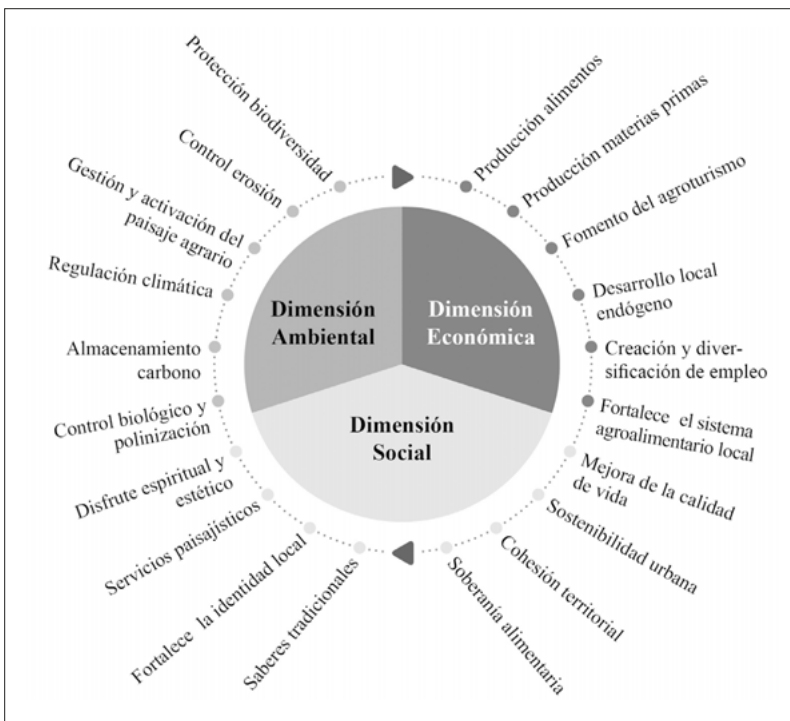 Protección biodiversidad
Control erosión
Gestión y activación del
paisaje agrario
Regulación climática
Almacenamiento
carbono
Control biológico y
polinización
Disfrute espiritual y
estético
Servicios paisajísticos
Fortalece la identidad local
Saberes tradicionales
Dimensión
Ambiental
Dimensión
Económica
Dimensión
Social
Producción alimentos
Producción materias primas
Fomento del agroturismo
Desarrollo local
endógeno
Creación y diver-
sificación de empleo
Fortalece el sistema
agroalimentario local
Mejora de la calidad
de vida
Sostenibilidad urbana
Cohesión territorial
Soberanía alimentaria